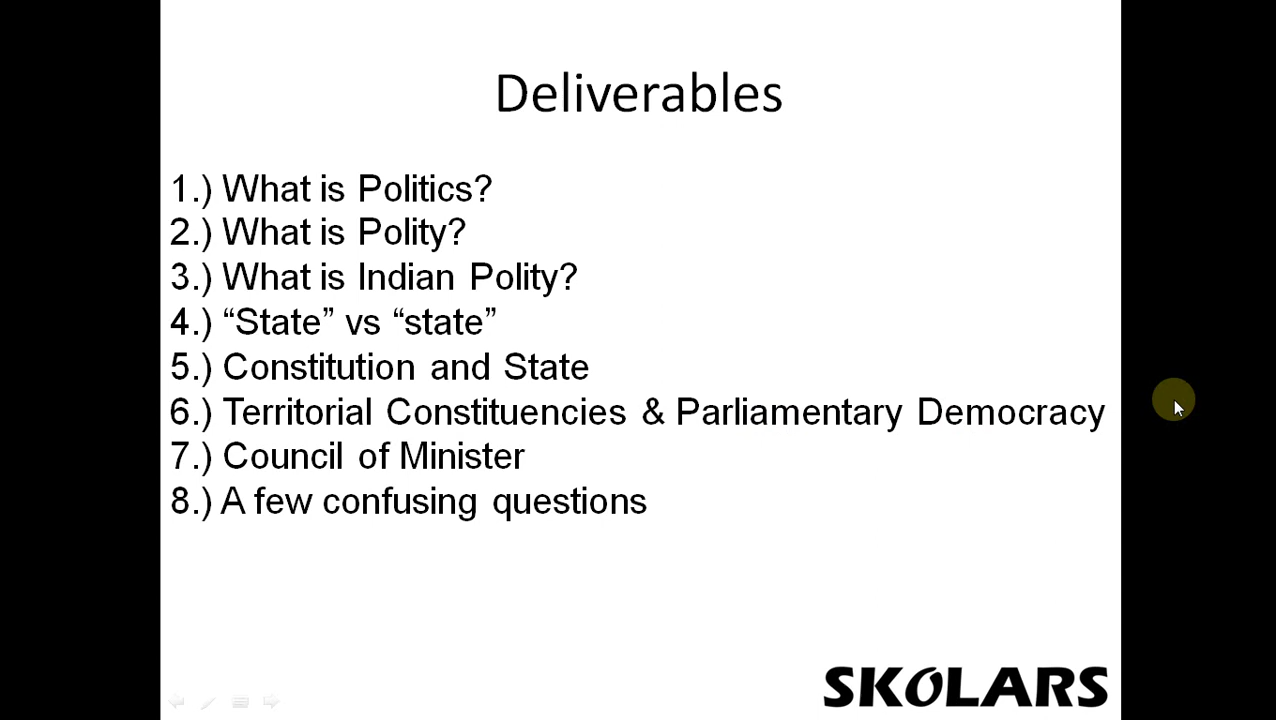 Deliverables
1.) What is Politics?
2.) What is Polity?
3.) What is Indian Polity?
4.) “State” vs “state”
5.) Constitution and State
6.) Territorial Constituencies & Parliamentary Democracy
7.) Council of Minister
8.) A few confusing questions
SKOLARS